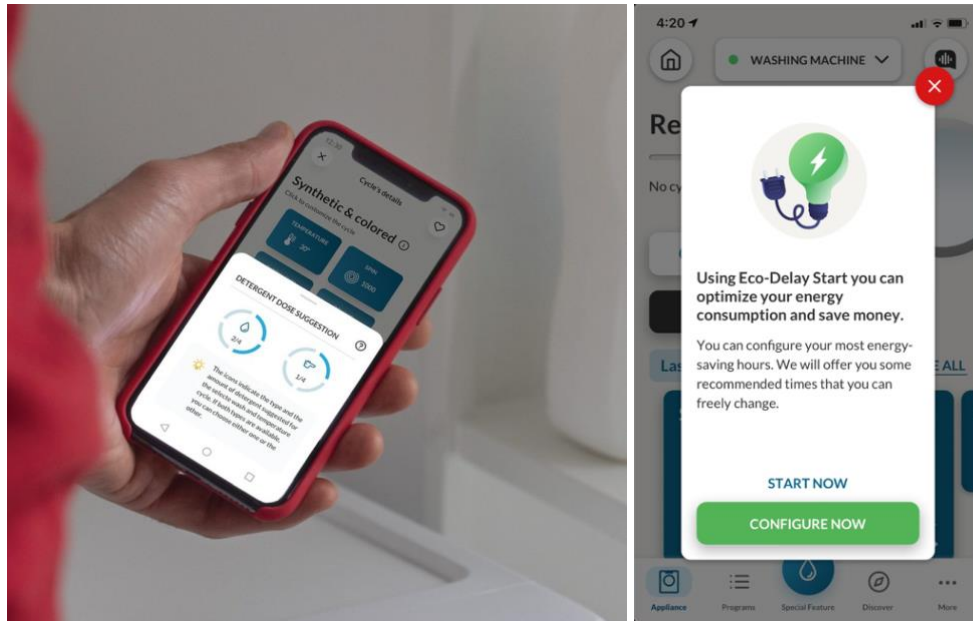 12:30
Cycle's details
Synthetic & colored
Click to customize the cycle
TEMPERATURE
30°
SPIN
1000
DETERGENT DOSE SUGGESTION
2/4
1/4
The icons indicate the type and the
amount of detergent suggested for
the selecte wash and temperature
cycle. If both types are available,
you can choose either one or the
other.
4:20
WASHING MACHINE
Re
No cy
Using Eco-Delay Start you can
optimize your energy
consumption and save money.
You can configure your most energy-
saving hours. We will offer you some
recommended times that you can
freely change.
Las
E ALL
START NOW
CONFIGURE NOW
Appliance
Programs
Special Feature
Discover
More